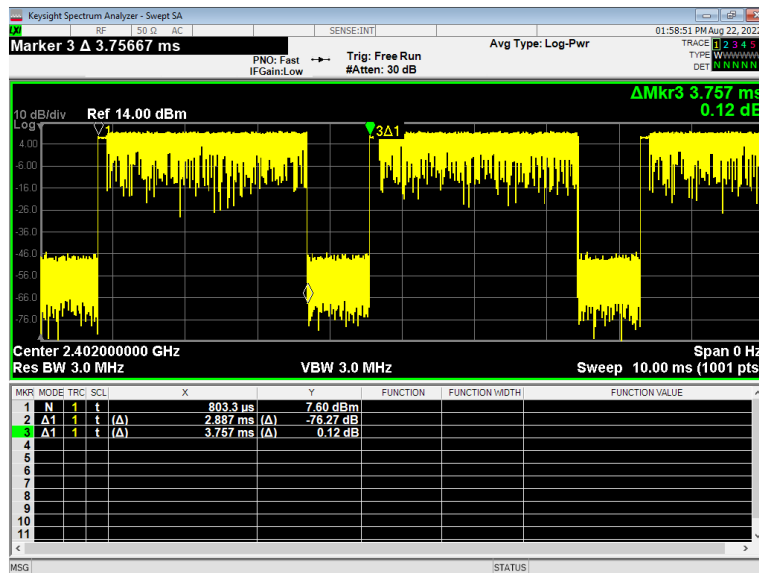 Keysight Spectrum Analyzer - Swept SA
LXI RF 50 Ω AC SENSE:INT 01:58:51 PM Aug 22, 2022
Marker 3 Δ 3.75667 ms
PNO: Fast
IFGain:Low
Trig: Free Run
#Atten: 30 dB
Avg Type: Log-Pwr
TRACE 1 2 3 4 5
TYPE WWWWW
DET N N N N N
ΔMkr3 3.757 ms
0.12 dB
10 dB/div Ref 14.00 dBm
Log
1
3Δ1
4.00
-6.00
-16.0
-26.0
-36.0
-46.0
-56.0
-66.0
-76.0
Center 2.402000000 GHz Span 0 Hz
Res BW 3.0 MHz VBW 3.0 MHz Sweep 10.00 ms (1001 pts
MKR MODE TRC SCL X Y FUNCTION FUNCTION WIDTH FUNCTION VALUE
1 N 1 t 803.3 µs 7.60 dBm
2 Δ1 1 t (Δ) 2.887 ms (Δ) -76.27 dB
3 Δ1 1 t (Δ) 3.757 ms (Δ) 0.12 dB
4
5
6
7
8
9
10
11
MSG STATUS